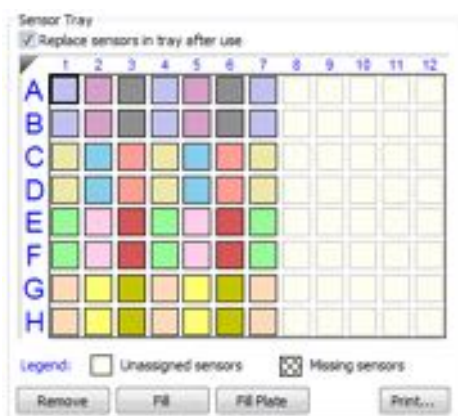 Sensor Tray
Replace sensors in tray after use
1 2 3 4 5 6 7 8 9 10 11 12
A
B
C
D
E
F
G
H
Legend: Unassigned sensors Missing sensors
Remove Fill Fill Plate Print...